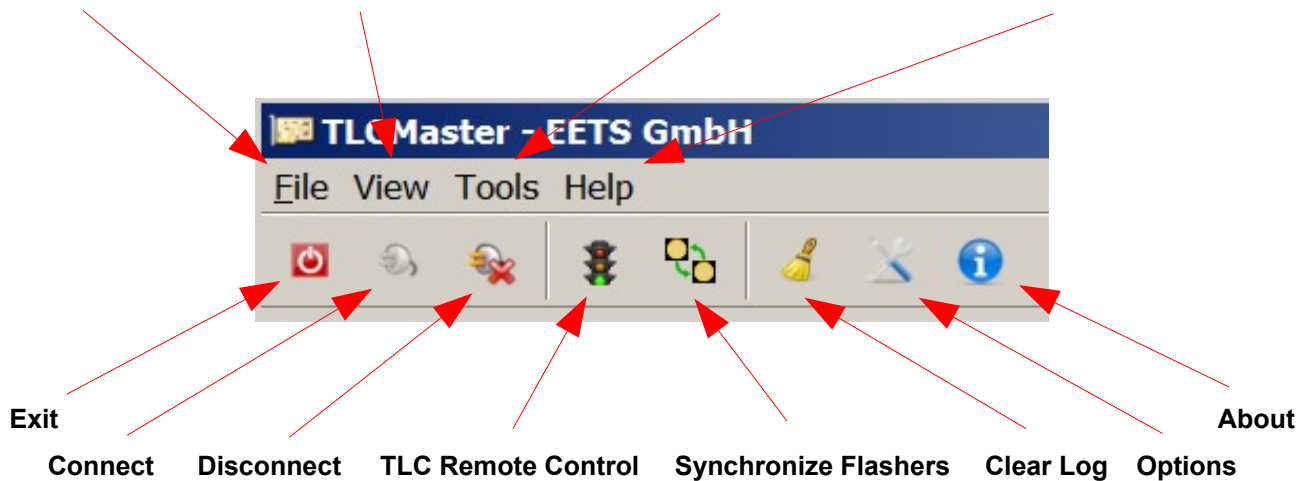 TLCMaster - EETS GmbH
File View Tools Help
Exit About
Connect Disconnect TLC Remote Control Synchronize Flashers Clear Log Options